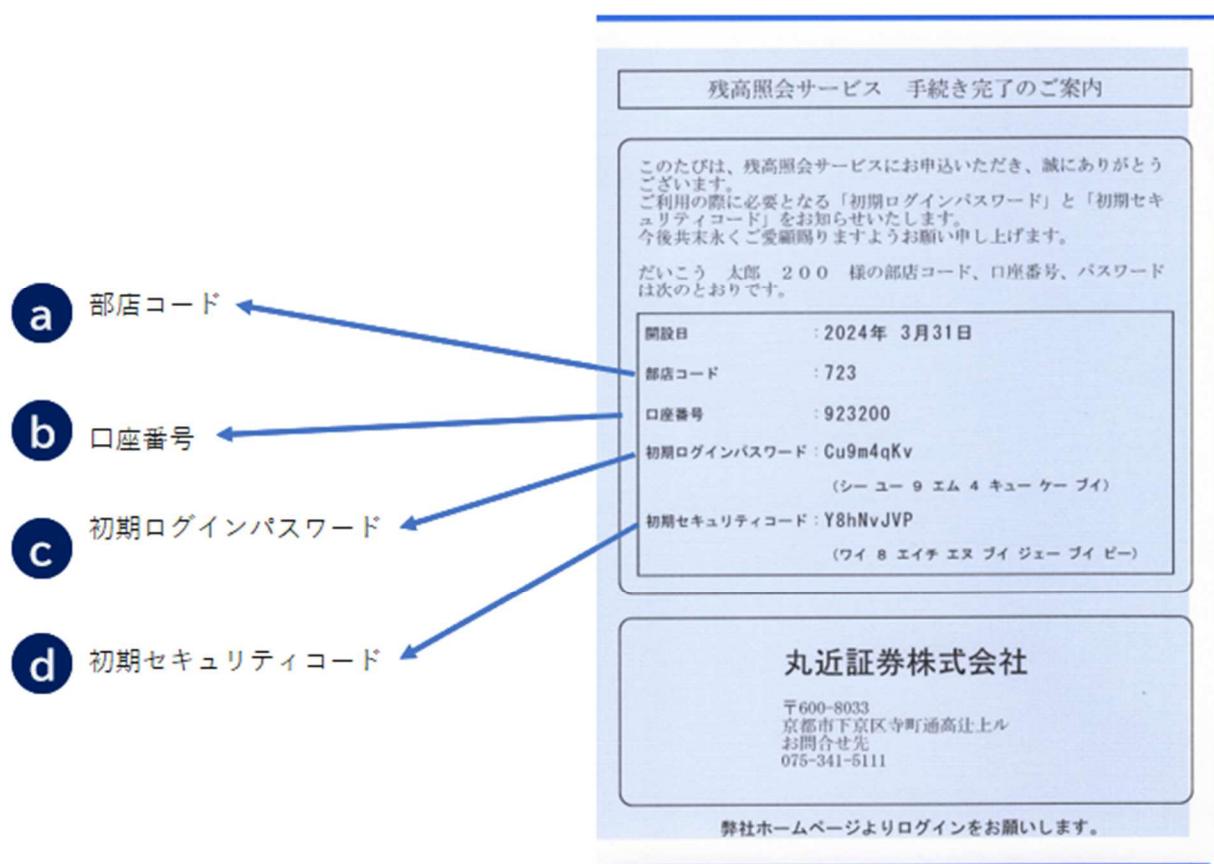 残高照会サービス　手続き完了のご案内
このたびは、残高照会サービスにお申込いただき、誠にありがとう
ございます。
ご利用の際に必要となる「初期ログインパスワード」と「初期セキ
ュリティコード」をお知らせいたします。
今後共末永くご愛顧賜りますようお願い申し上げます。
だいこう　太郎　２００　様の部店コード、口座番号、パスワード
は次のとおりです。
a 部店コード
b 口座番号
c 初期ログインパスワード
d 初期セキュリティコード
開設日 : 2024年 3月31日
部店コード : 723
口座番号 : 923200
初期ログインパスワード : Cu9m4qKv
(シー ユー 9 エム 4 キュー ケー ブイ)
初期セキュリティコード : Y8hNvJVP
(ワイ 8 エイチ エヌ ブイ ジェー ブイ ピー)
丸近証券株式会社
〒600-8033
京都市下京区寺町通高辻上ル
お問合せ先
075-341-5111
弊社ホームページよりログインをお願いします。